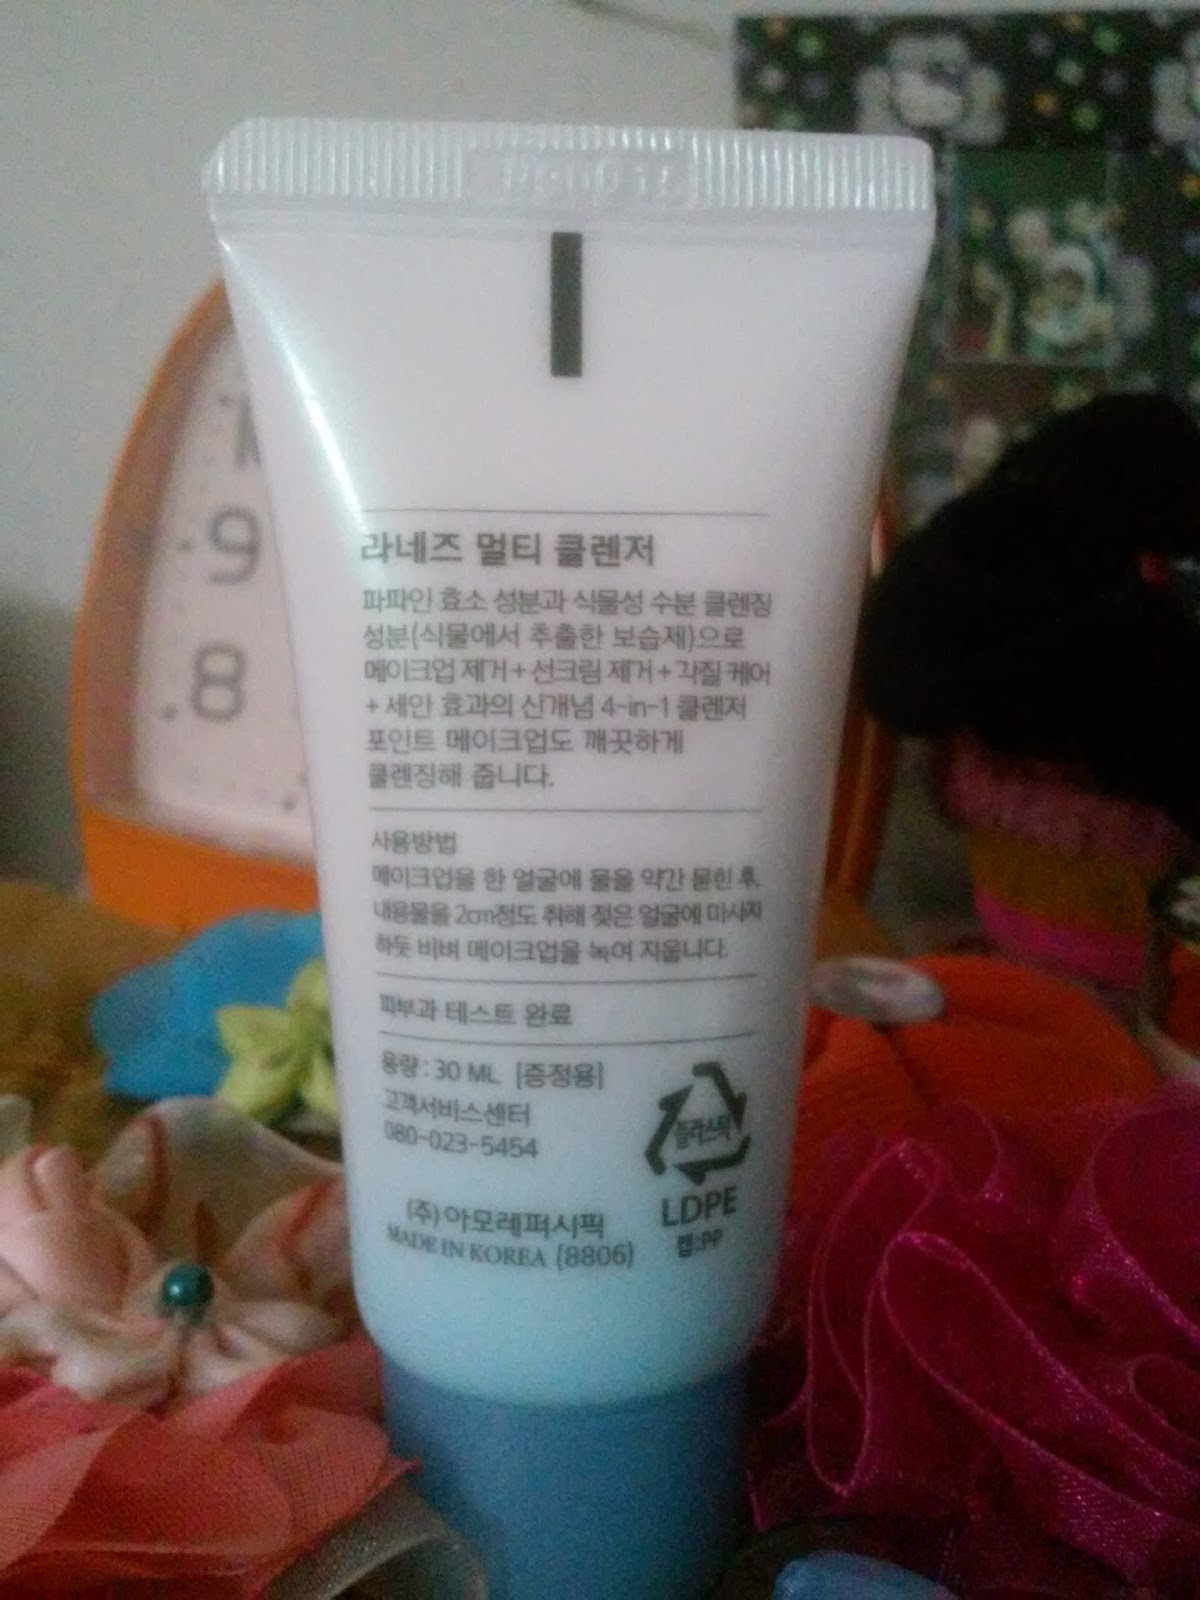 10
9
8
라네즈 멀티 클렌저
파파인 효소 성분과 식물성 수분 클렌징
성분(식물에서 추출한 보습제)으로
메이크업 제거+선크림 제거+각질 케어
+세안 효과의 신개념 4-in-1 클렌저
포인트 메이크업도 깨끗하게
클렌징해 줍니다.
사용방법
메이크업을 한 얼굴에 물을 약간 묻힌 후,
내용물을 2cm정도 취해 젖은 얼굴에 마사지
하듯 비벼 메이크업을 녹여 지웁니다.
피부과 테스트 완료
용량 : 30 ML [증정용]
고객서비스센터
080-023-5454
플라스틱
LDPE
캡:PP
(주)아모레퍼시픽
MADE IN KOREA (8806)